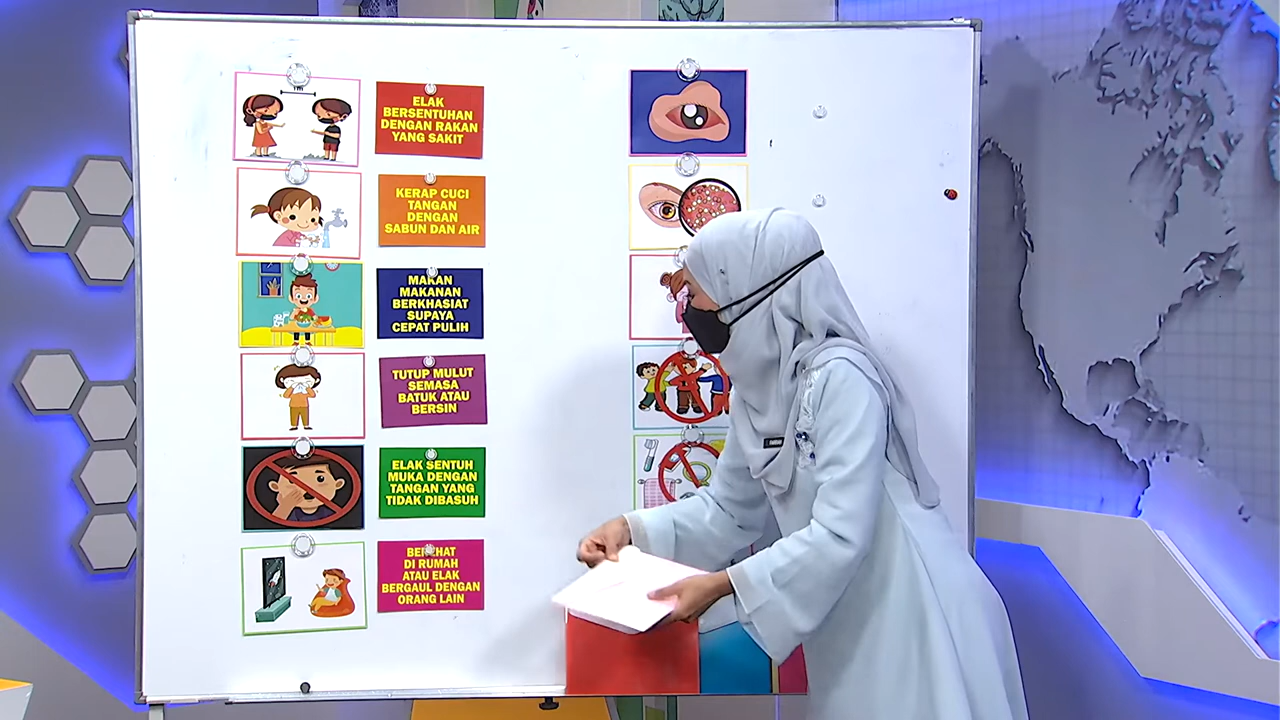 1m
ELAK
BERSENTUHAN
DENGAN RAKAN
YANG SAKIT
KERAP CUCI
TANGAN
DENGAN
SABUN DAN AIR
MAKAN
MAKANAN
BERKHASIAT
SUPAYA
CEPAT PULIH
TUTUP MULUT
SEMASA
BATUK ATAU
BERSIN
ELAK SENTUH
MUKA DENGAN
TANGAN YANG
TIDAK DIBASUH
BEREHAT
DI RUMAH
ATAU ELAK
BERGAUL DENGAN
ORANG LAIN